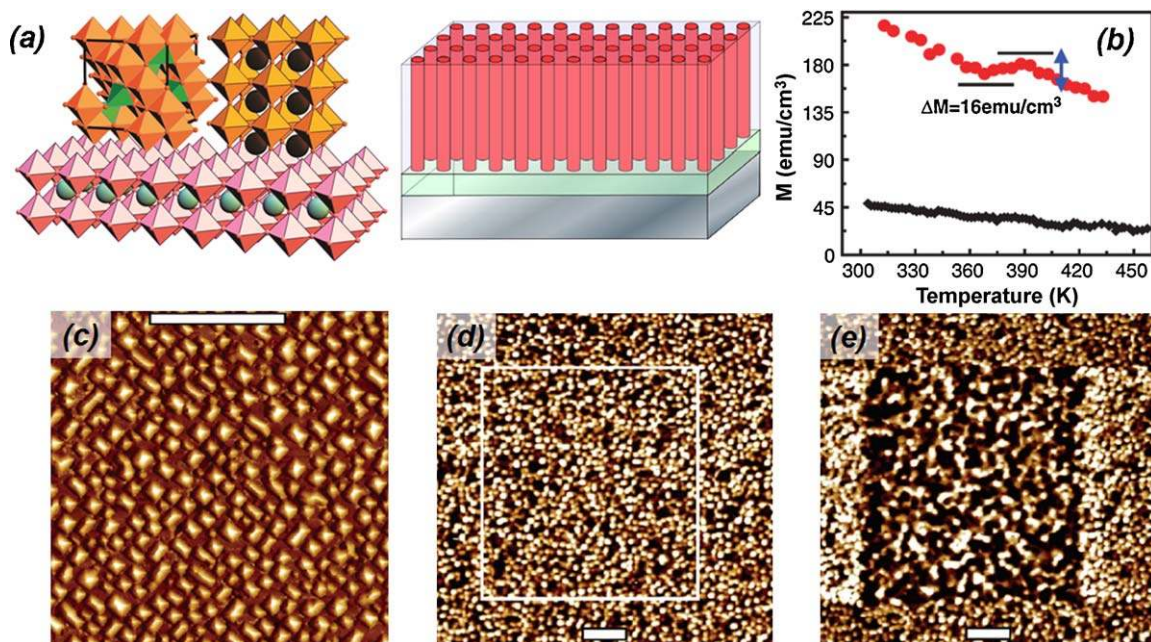 (a)
(b)
M (emu/cm³)
225
180
135
90
45
0
ΔM=16emu/cm³
300 330 360 390 420 450
Temperature (K)
(c)
(d)
(e)